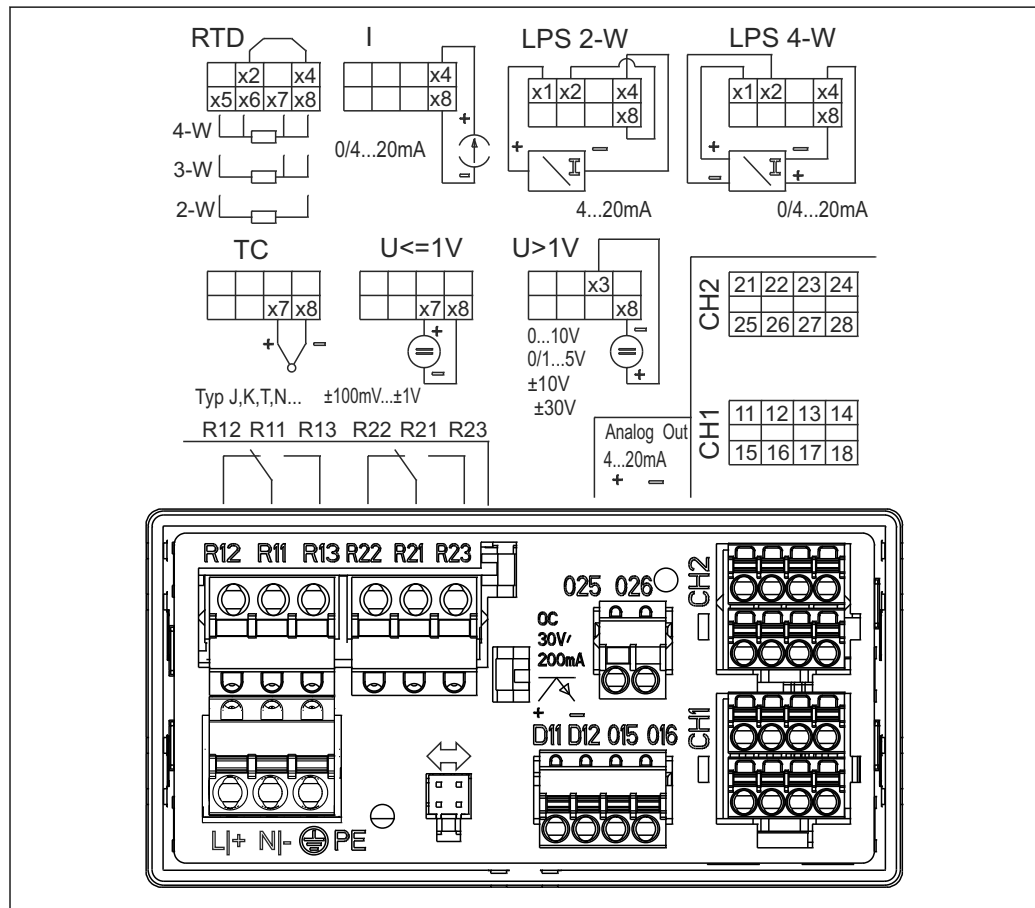 RTD I LPS 2-W LPS 4-W
x2 x4 x4 x1 x2 x4 x1 x2 x4
x5 x6 x7 x8 x8 x8 x8
4-W + + − + −
0/4...20mA I I
3-W − − +
2-W 4...20mA 0/4...20mA
TC U<=1V U>1V
x3 CH2 21 22 23 24
x7 x8 x7 x8 x8 25 26 27 28
+ − + − 0...10V −
0/1...5V +
±10V
Typ J,K,T,N... ±100mV...±1V ±30V
CH1 11 12 13 14
15 16 17 18
R12 R11 R13 R22 R21 R23 Analog Out
4...20mA
+ −
R12 R11 R13 R22 R21 R23
O25 O26 CH2
OC
30V
200mA
+ −
D11 D12 O15 O16 CH1
L|+ N|- PE